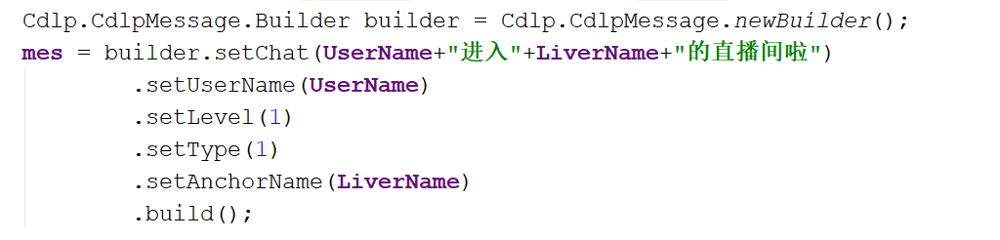 Cdlp.CdlpMessage.Builder builder = Cdlp.CdlpMessage.newBuilder();
mes = builder.setChat(UserName+"进入"+LiverName+"的直播间啦")
.setUserName(UserName)
.setLevel(1)
.setType(1)
.setAnchorName(LiverName)
.build();